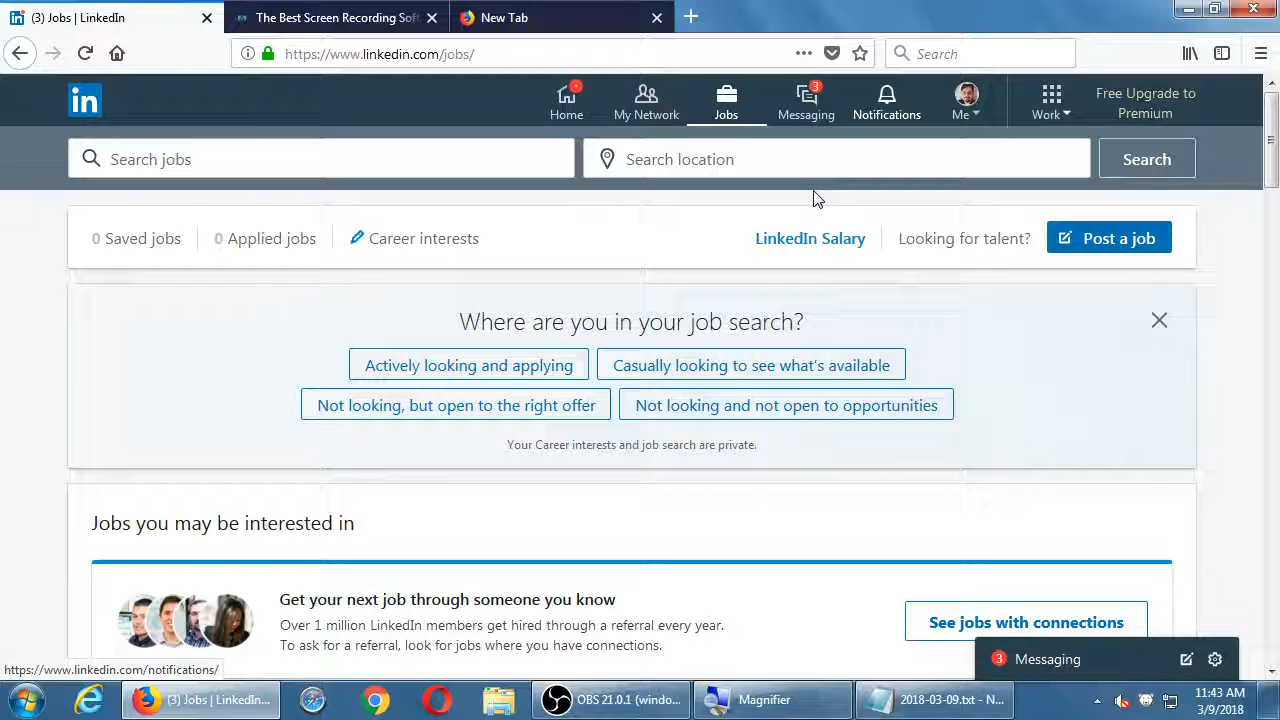 (3) Jobs | LinkedIn
The Best Screen Recording Soft
New Tab
https://www.linkedin.com/jobs/
Search
in
Home
My Network
Jobs
3
Messaging
Notifications
Me
Work
Free Upgrade to
Premium
Search jobs
Search location
Search
0 Saved jobs
0 Applied jobs
Career interests
LinkedIn Salary
Looking for talent?
Post a job
Where are you in your job search?
Actively looking and applying
Casually looking to see what's available
Not looking, but open to the right offer
Not looking and not open to opportunities
Your Career interests and job search are private.
Jobs you may be interested in
Get your next job through someone you know
Over 1 million LinkedIn members get hired through a referral every year.
To ask for a referral, look for jobs where you have connections.
See jobs with connections
3 Messaging
https://www.linkedin.com/notifications/
(3) Jobs | LinkedIn...
OBS 21.0.1 (windo...
Magnifier
2018-03-09.txt - N...
11:43 AM
3/9/2018